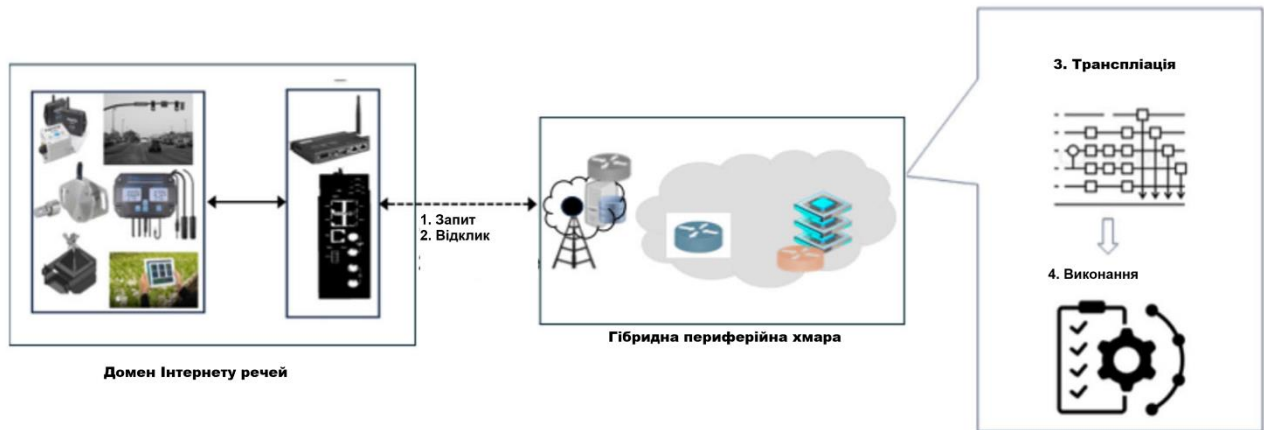 3. Транспліація
1. Запит
2. Відклик
4. Виконання
Гібридна периферійна хмара
Домен Інтернету речей